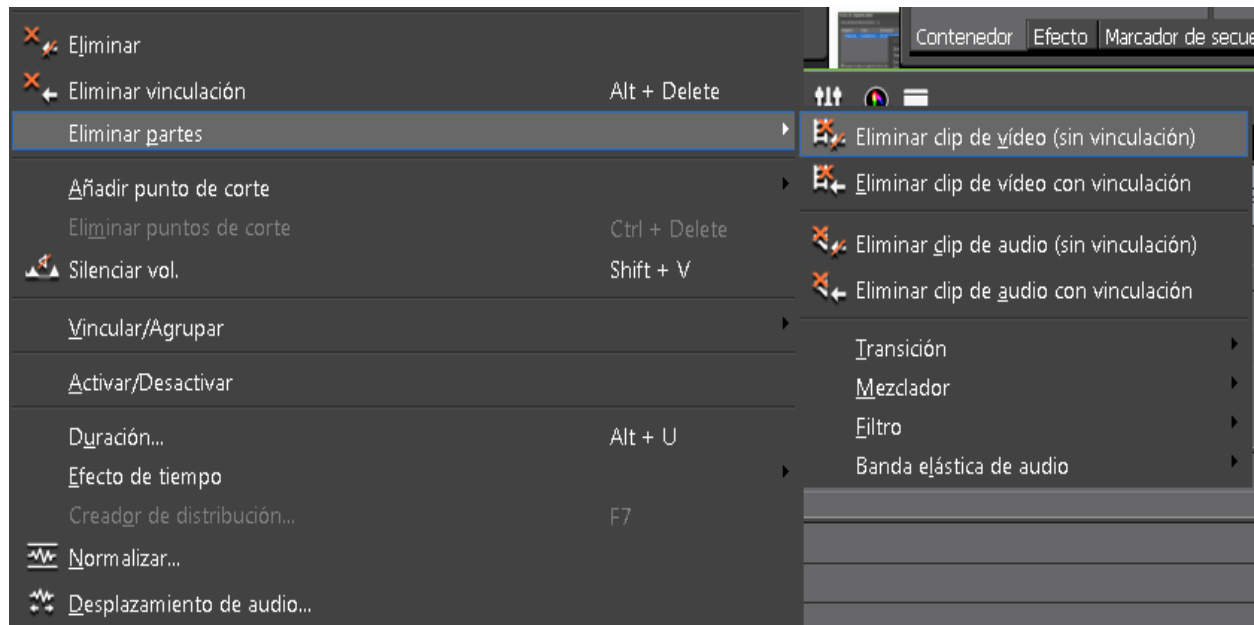 Eliminar
Eliminar vinculación Alt + Delete
Eliminar partes
Añadir punto de corte
Eliminar puntos de corte Ctrl + Delete
Silenciar vol. Shift + V
Vincular/Agrupar
Activar/Desactivar
Duración... Alt + U
Efecto de tiempo
Creador de distribución... F7
Normalizar...
Desplazamiento de audio...
Contenedor Efecto Marcador de secue
Eliminar clip de vídeo (sin vinculación)
Eliminar clip de vídeo con vinculación
Eliminar clip de audio (sin vinculación)
Eliminar clip de audio con vinculación
Transición
Mezclador
Filtro
Banda elástica de audio